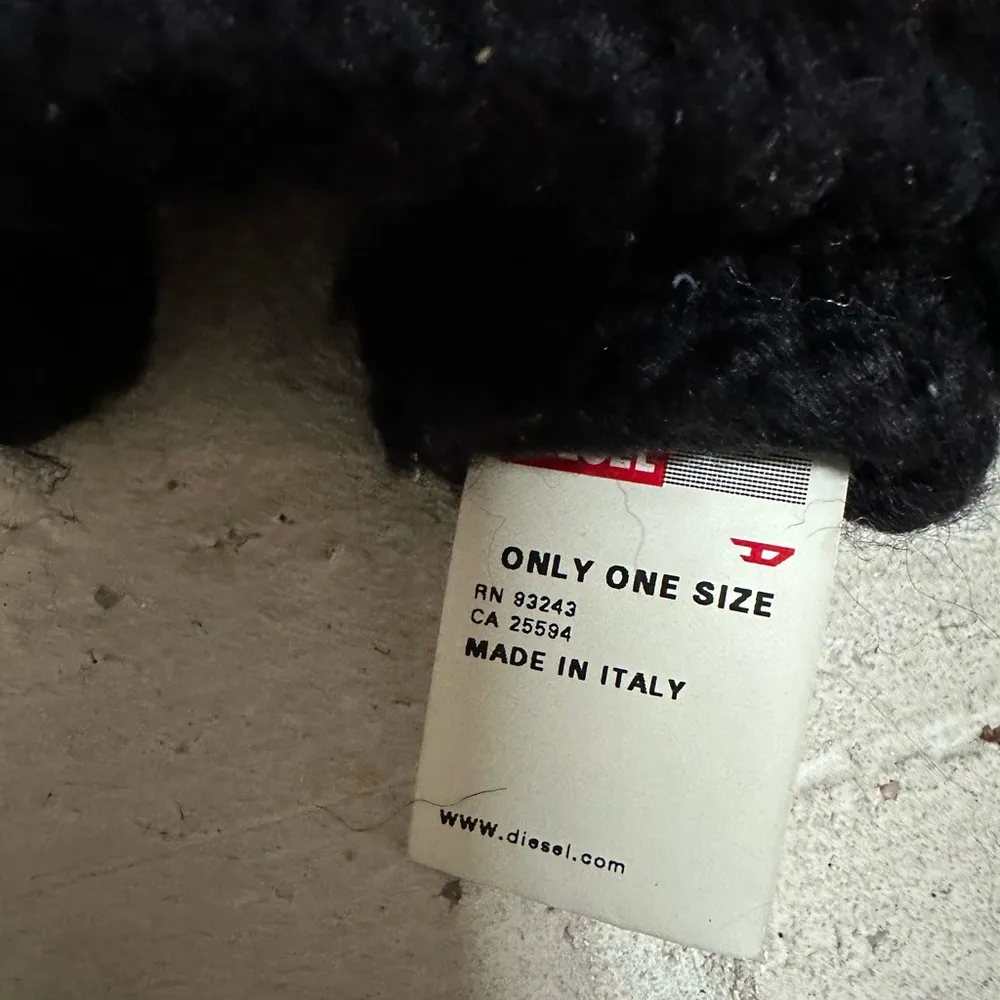 ONLY ONE SIZE
RN 93243
CA 25594
MADE IN ITALY
www.diesel.com